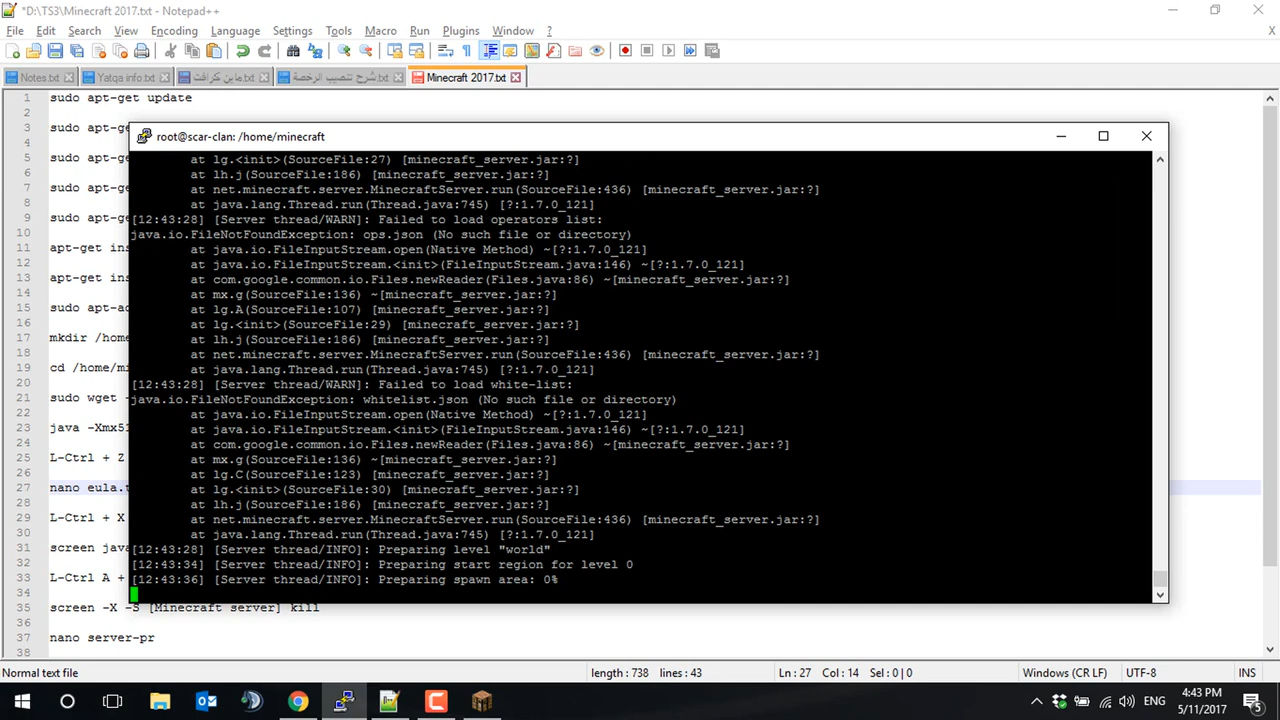 *D:\TS3\Minecraft 2017.txt - Notepad++
File Edit Search View Encoding Language Settings Tools Macro Run Plugins Window ? X
Notes.txt Yatqa info.txt ماين كرافت.txt شرح تنصيب الرخصة.txt Minecraft 2017.txt
1 sudo apt-get update
2
3 sudo apt-ge
4
5 sudo apt-ge
6
7 sudo apt-ge
8
9 sudo apt-ge
10
11 apt-get ins
12
13 apt-get ins
14
15 sudo apt-ad
16
17 mkdir /home
18
19 cd /home/mi
20
21 sudo wget -
22
23 java -Xmx51
24
25 L-Ctrl + Z
26
27 nano eula.t
28
29 L-Ctrl + X
30
31 screen java
32
33 L-Ctrl A +
34
35 screen -X -S [Minecraft server] kill
36
37 nano server-pr
38
root@scar-clan: /home/minecraft
at lg.<init>(SourceFile:27) [minecraft_server.jar:?]
at lh.j(SourceFile:186) [minecraft_server.jar:?]
at net.minecraft.server.MinecraftServer.run(SourceFile:436) [minecraft_server.jar:?]
at java.lang.Thread.run(Thread.java:745) [?:1.7.0_121]
[12:43:28] [Server thread/WARN]: Failed to load operators list:
java.io.FileNotFoundException: ops.json (No such file or directory)
at java.io.FileInputStream.open(Native Method) ~[?:1.7.0_121]
at java.io.FileInputStream.<init>(FileInputStream.java:146) ~[?:1.7.0_121]
at com.google.common.io.Files.newReader(Files.java:86) ~[minecraft_server.jar:?]
at mx.g(SourceFile:136) ~[minecraft_server.jar:?]
at lg.A(SourceFile:107) [minecraft_server.jar:?]
at lg.<init>(SourceFile:29) [minecraft_server.jar:?]
at lh.j(SourceFile:186) [minecraft_server.jar:?]
at net.minecraft.server.MinecraftServer.run(SourceFile:436) [minecraft_server.jar:?]
at java.lang.Thread.run(Thread.java:745) [?:1.7.0_121]
[12:43:28] [Server thread/WARN]: Failed to load white-list:
java.io.FileNotFoundException: whitelist.json (No such file or directory)
at java.io.FileInputStream.open(Native Method) ~[?:1.7.0_121]
at java.io.FileInputStream.<init>(FileInputStream.java:146) ~[?:1.7.0_121]
at com.google.common.io.Files.newReader(Files.java:86) ~[minecraft_server.jar:?]
at mx.g(SourceFile:136) ~[minecraft_server.jar:?]
at lg.C(SourceFile:123) [minecraft_server.jar:?]
at lg.<init>(SourceFile:30) [minecraft_server.jar:?]
at lh.j(SourceFile:186) [minecraft_server.jar:?]
at net.minecraft.server.MinecraftServer.run(SourceFile:436) [minecraft_server.jar:?]
at java.lang.Thread.run(Thread.java:745) [?:1.7.0_121]
[12:43:28] [Server thread/INFO]: Preparing level "world"
[12:43:34] [Server thread/INFO]: Preparing start region for level 0
[12:43:36] [Server thread/INFO]: Preparing spawn area: 0%
Normal text file length : 738 lines : 43 Ln : 27 Col : 14 Sel : 0 | 0 Windows (CR LF) UTF-8 INS
ENG 4:43 PM
5/11/2017 5